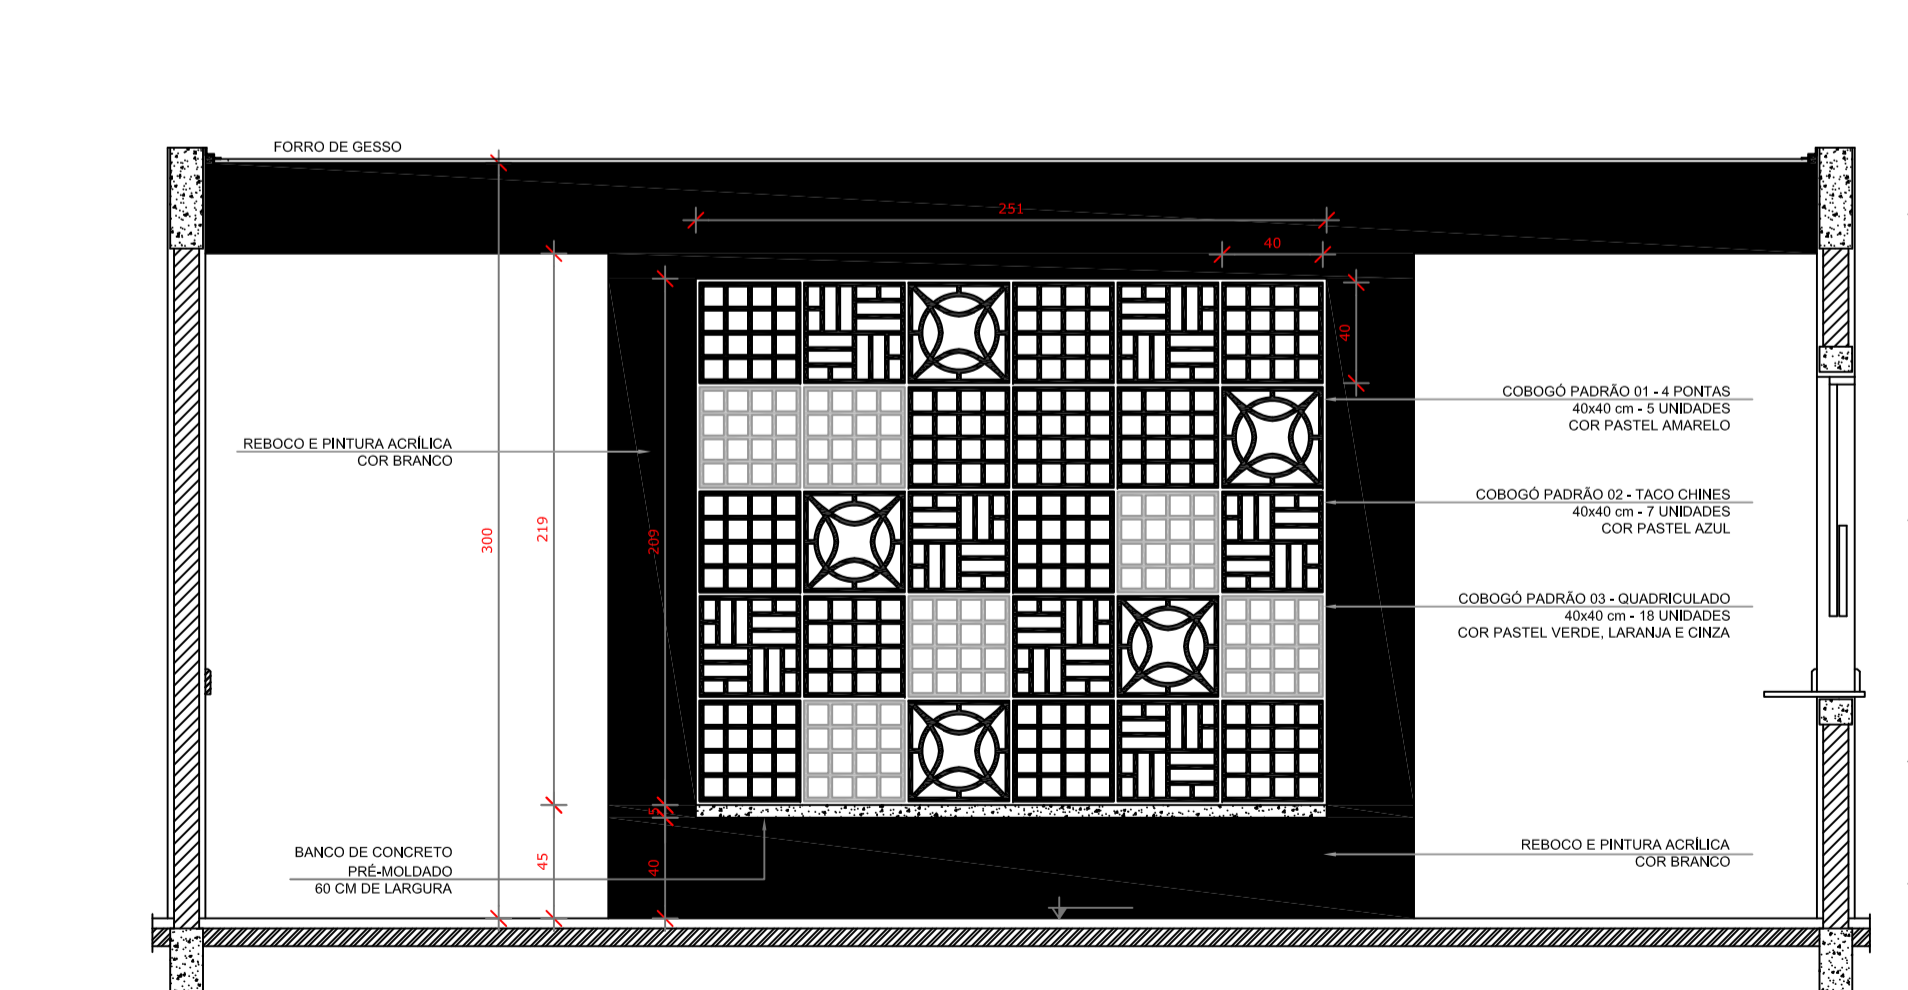 FORRO DE GESSO
251
40
40
COBOGÓ PADRÃO 01 - 4 PONTAS
40x40 cm - 5 UNIDADES
COR PASTEL AMARELO
REBOCO E PINTURA ACRÍLICA
COR BRANCO
COBOGÓ PADRÃO 02 - TACO CHINES
40x40 cm - 7 UNIDADES
COR PASTEL AZUL
300
219
209
COBOGÓ PADRÃO 03 - QUADRICULADO
40x40 cm - 18 UNIDADES
COR PASTEL VERDE, LARANJA E CINZA
5
45
40
BANCO DE CONCRETO
PRÉ-MOLDADO
60 CM DE LARGURA
REBOCO E PINTURA ACRÍLICA
COR BRANCO